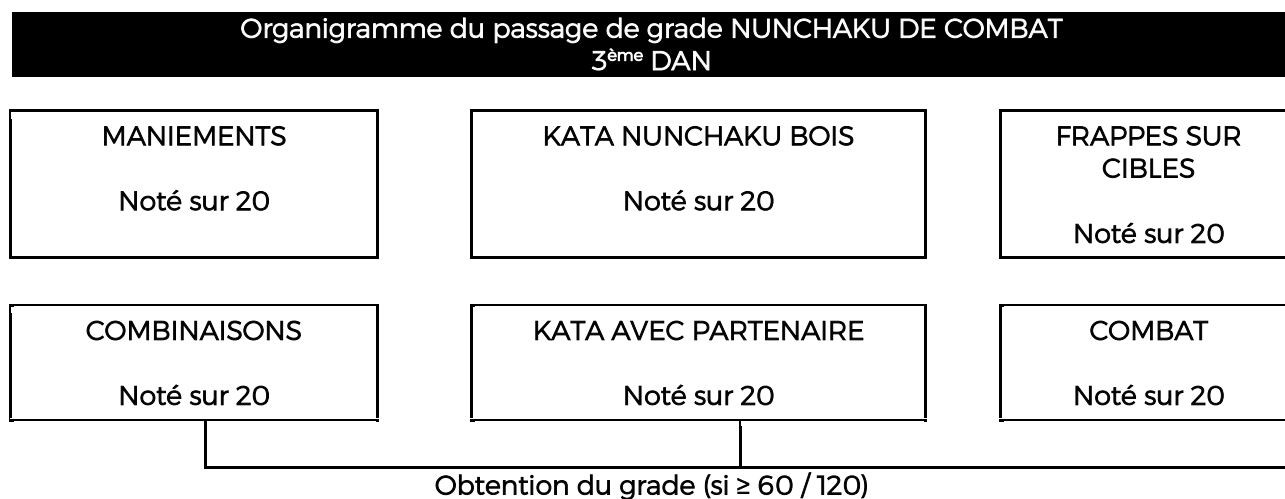 Organigramme du passage de grade NUNCHAKU DE COMBAT
3ème DAN
MANIEMENTS
Noté sur 20
KATA NUNCHAKU BOIS
Noté sur 20
FRAPPES SUR
CIBLES
Noté sur 20
COMBINAISONS
Noté sur 20
KATA AVEC PARTENAIRE
Noté sur 20
COMBAT
Noté sur 20
Obtention du grade (si ≥ 60 / 120)